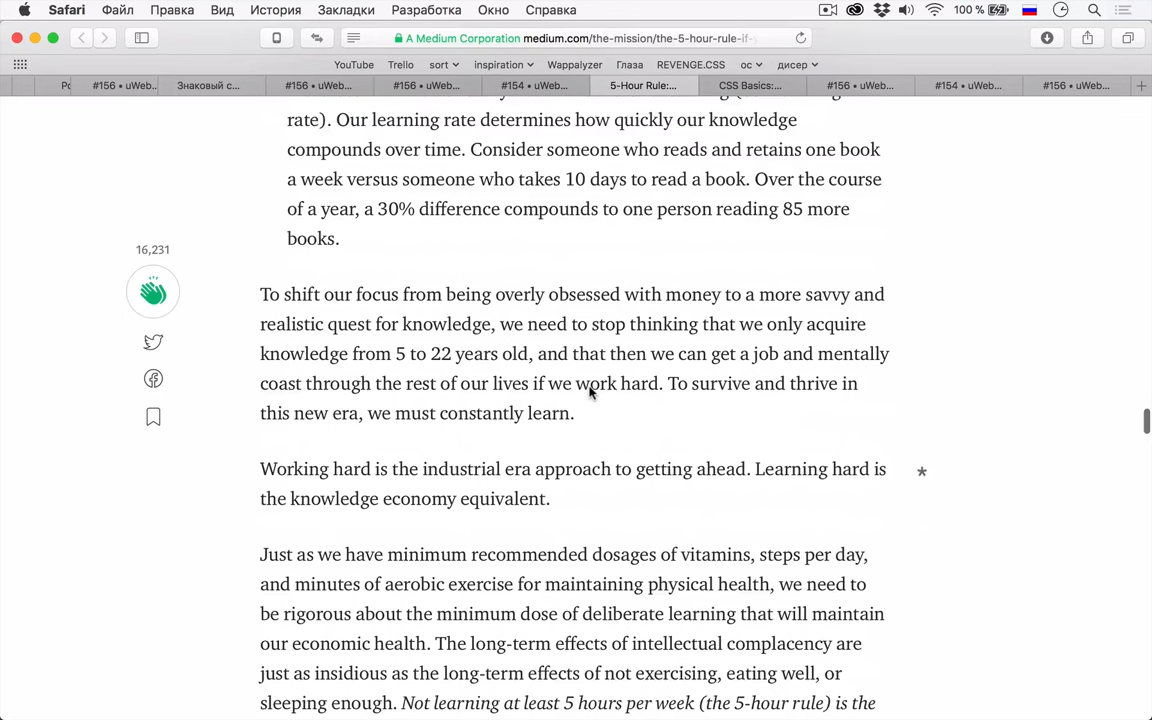 Safari Файл Правка Вид История Закладки Разработка Окно Справка 100 %
A Medium Corporation medium.com/the-mission/the-5-hour-rule-if-
YouTube Trello sort inspiration Wappalyzer Глаза REVENGE.CSS ос дисер
Рс #156 • uWeb... Знаковый с... #156 • uWeb... #156 • uWeb... #154 • uWeb... 5-Hour Rule:... CSS Basics:... #156 • uWeb... #154 • uWeb... #156 • uWeb...
rate). Our learning rate determines how quickly our knowledge
compounds over time. Consider someone who reads and retains one book
a week versus someone who takes 10 days to read a book. Over the course
of a year, a 30% difference compounds to one person reading 85 more
books.
16,231
To shift our focus from being overly obsessed with money to a more savvy and
realistic quest for knowledge, we need to stop thinking that we only acquire
knowledge from 5 to 22 years old, and that then we can get a job and mentally
coast through the rest of our lives if we work hard. To survive and thrive in
this new era, we must constantly learn.
Working hard is the industrial era approach to getting ahead. Learning hard is *
the knowledge economy equivalent.
Just as we have minimum recommended dosages of vitamins, steps per day,
and minutes of aerobic exercise for maintaining physical health, we need to
be rigorous about the minimum dose of deliberate learning that will maintain
our economic health. The long-term effects of intellectual complacency are
just as insidious as the long-term effects of not exercising, eating well, or
sleeping enough. Not learning at least 5 hours per week (the 5-hour rule) is the